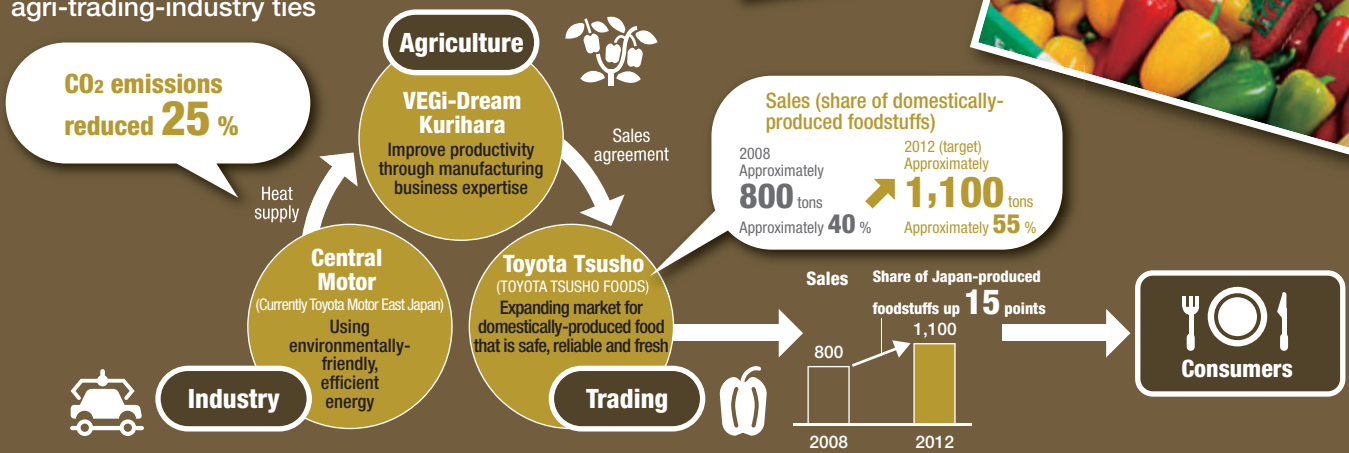 agri-trading-industry ties
CO2 emissions
reduced 25 %
Agriculture
VEGi-Dream
Kurihara
Improve productivity
through manufacturing
business expertise
Heat
supply
Sales
agreement
Central
Motor
(Currently Toyota Motor East Japan)
Using
environmentally-
friendly,
efficient
energy
Industry
Toyota Tsusho
(TOYOTA TSUSHO FOODS)
Expanding market for
domestically-produced food
that is safe, reliable and fresh
Trading
Sales (share of domestically-
produced foodstuffs)
2008
Approximately
800 tons
Approximately 40 %
2012 (target)
Approximately
1,100 tons
Approximately 55 %
Sales
Share of Japan-produced
foodstuffs up 15 points
800
1,100
2008
2012
Consumers